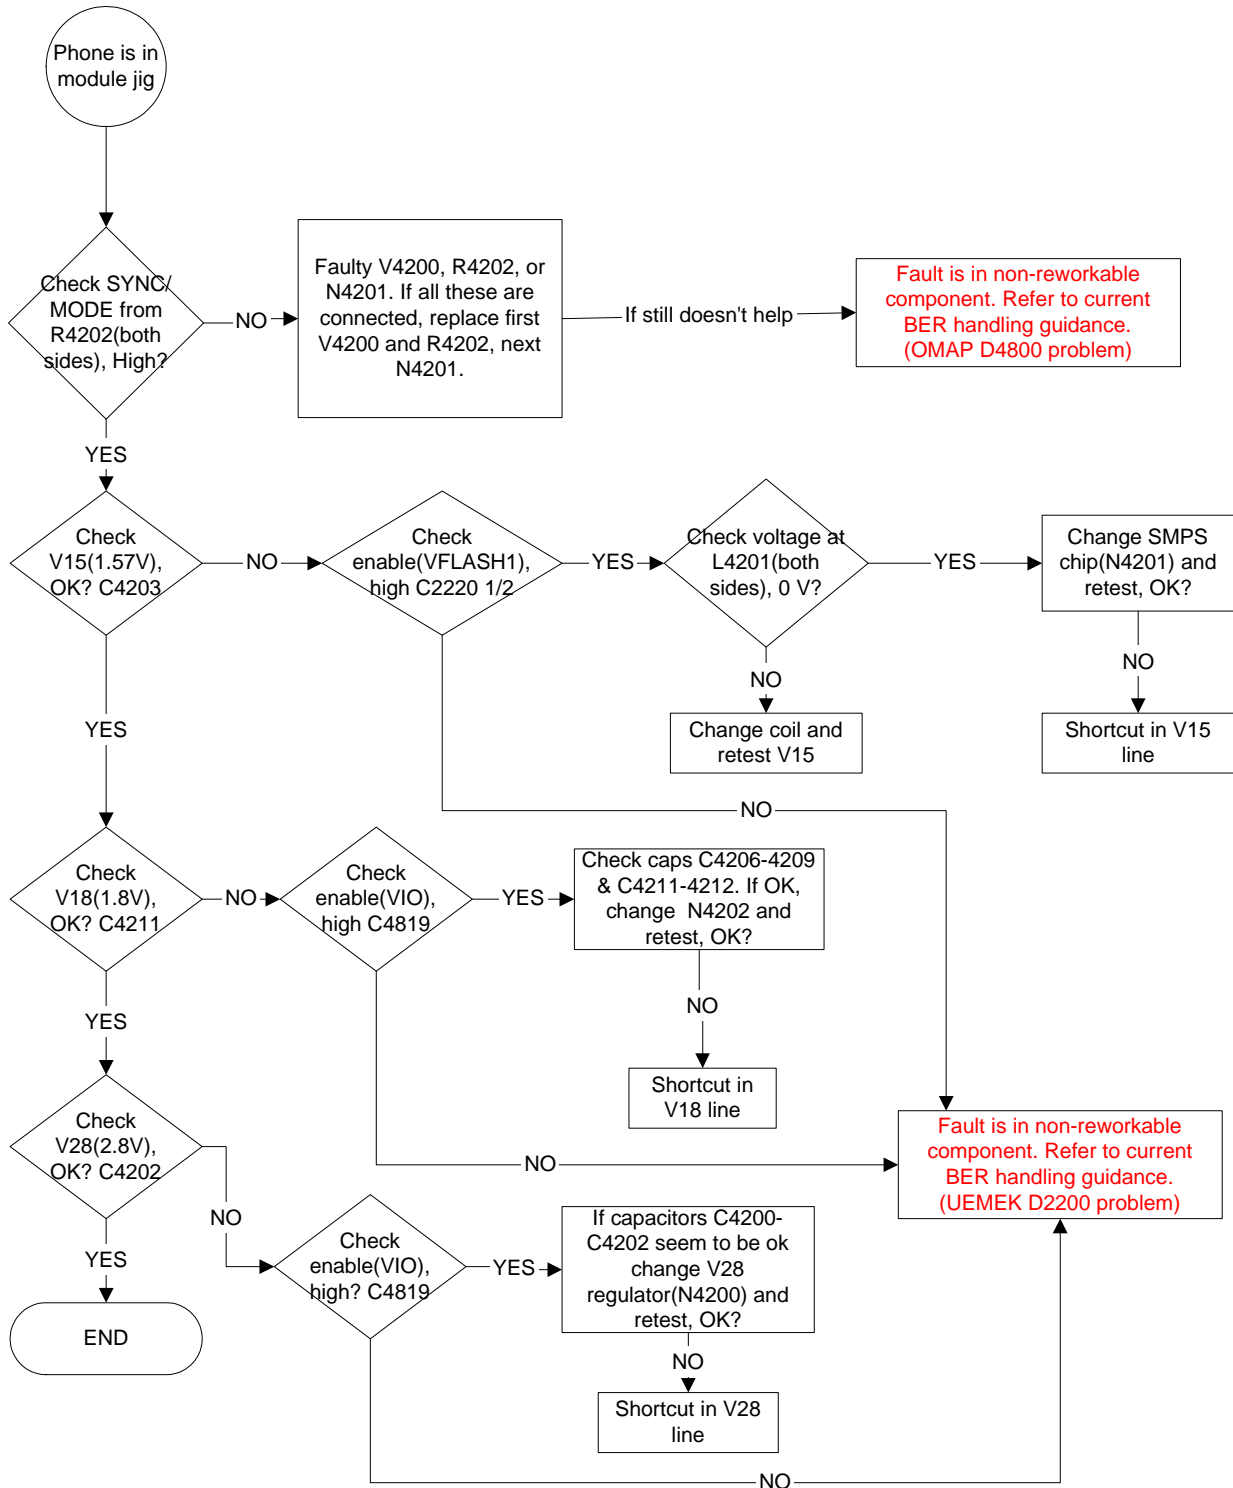 Phone is in
module jig
Check SYNC/
MODE from
R4202(both
sides), High?
NO
Faulty V4200, R4202, or
N4201. If all these are
connected, replace first
V4200 and R4202, next
N4201.
If still doesn't help
Fault is in non-reworkable
component. Refer to current
BER handling guidance.
(OMAP D4800 problem)
YES
Check
V15(1.57V),
OK? C4203
NO
Check
enable(VFLASH1),
high C2220 1/2
YES
Check voltage at
L4201(both
sides), 0 V?
YES
Change SMPS
chip(N4201) and
retest, OK?
NO
Change coil and
retest V15
NO
Shortcut in V15
line
YES
NO
Check
V18(1.8V),
OK? C4211
NO
Check
enable(VIO),
high C4819
YES
Check caps C4206-4209
& C4211-4212. If OK,
change  N4202 and
retest, OK?
NO
Shortcut in
V18 line
YES
NO
Fault is in non-reworkable
component. Refer to current
BER handling guidance.
(UEMEK D2200 problem)
Check
V28(2.8V),
OK? C4202
NO
Check
enable(VIO),
high? C4819
YES
If capacitors C4200-
C4202 seem to be ok
change V28
regulator(N4200) and
retest, OK?
NO
Shortcut in V28
line
YES
END
NO